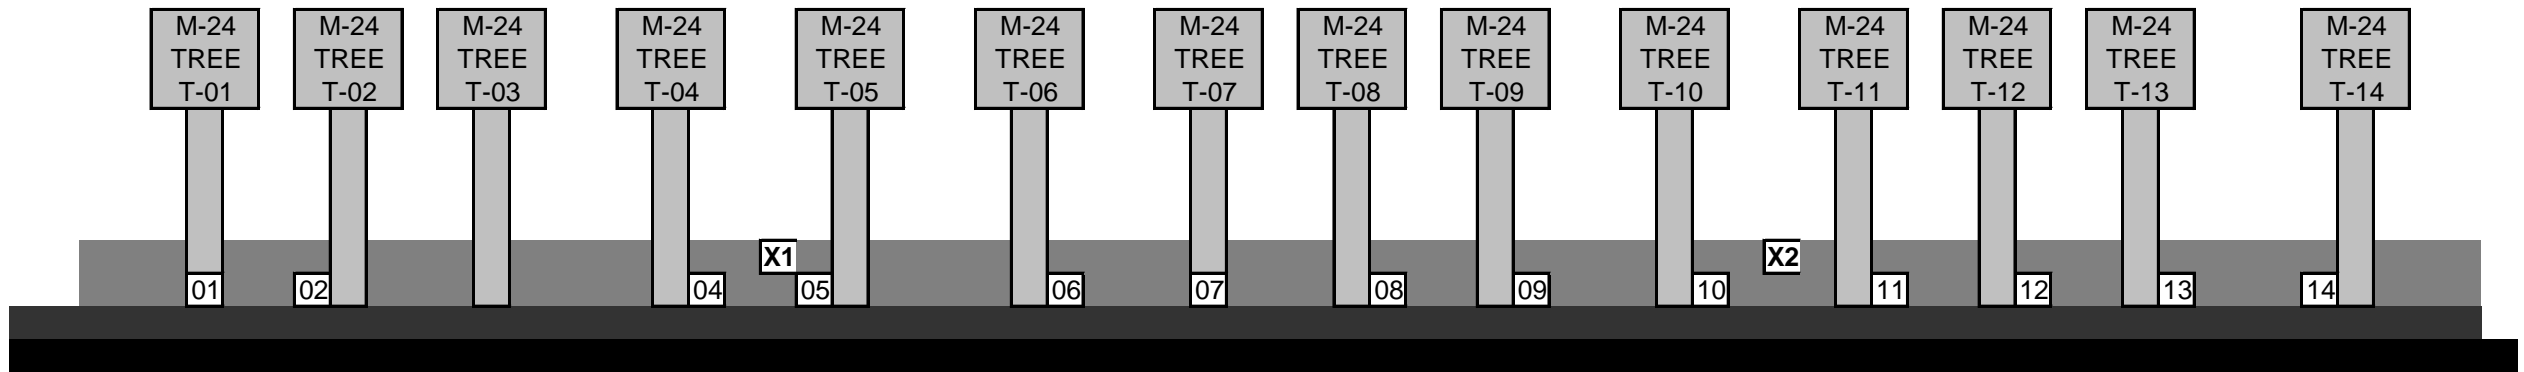 M-24
TREE
T-01
M-24
TREE
T-02
M-24
TREE
T-03
M-24
TREE
T-04
M-24
TREE
T-05
M-24
TREE
T-06
M-24
TREE
T-07
M-24
TREE
T-08
M-24
TREE
T-09
M-24
TREE
T-10
M-24
TREE
T-11
M-24
TREE
T-12
M-24
TREE
T-13
M-24
TREE
T-14
X1
X2
01
02
04
05
06
07
08
09
10
11
12
13
14